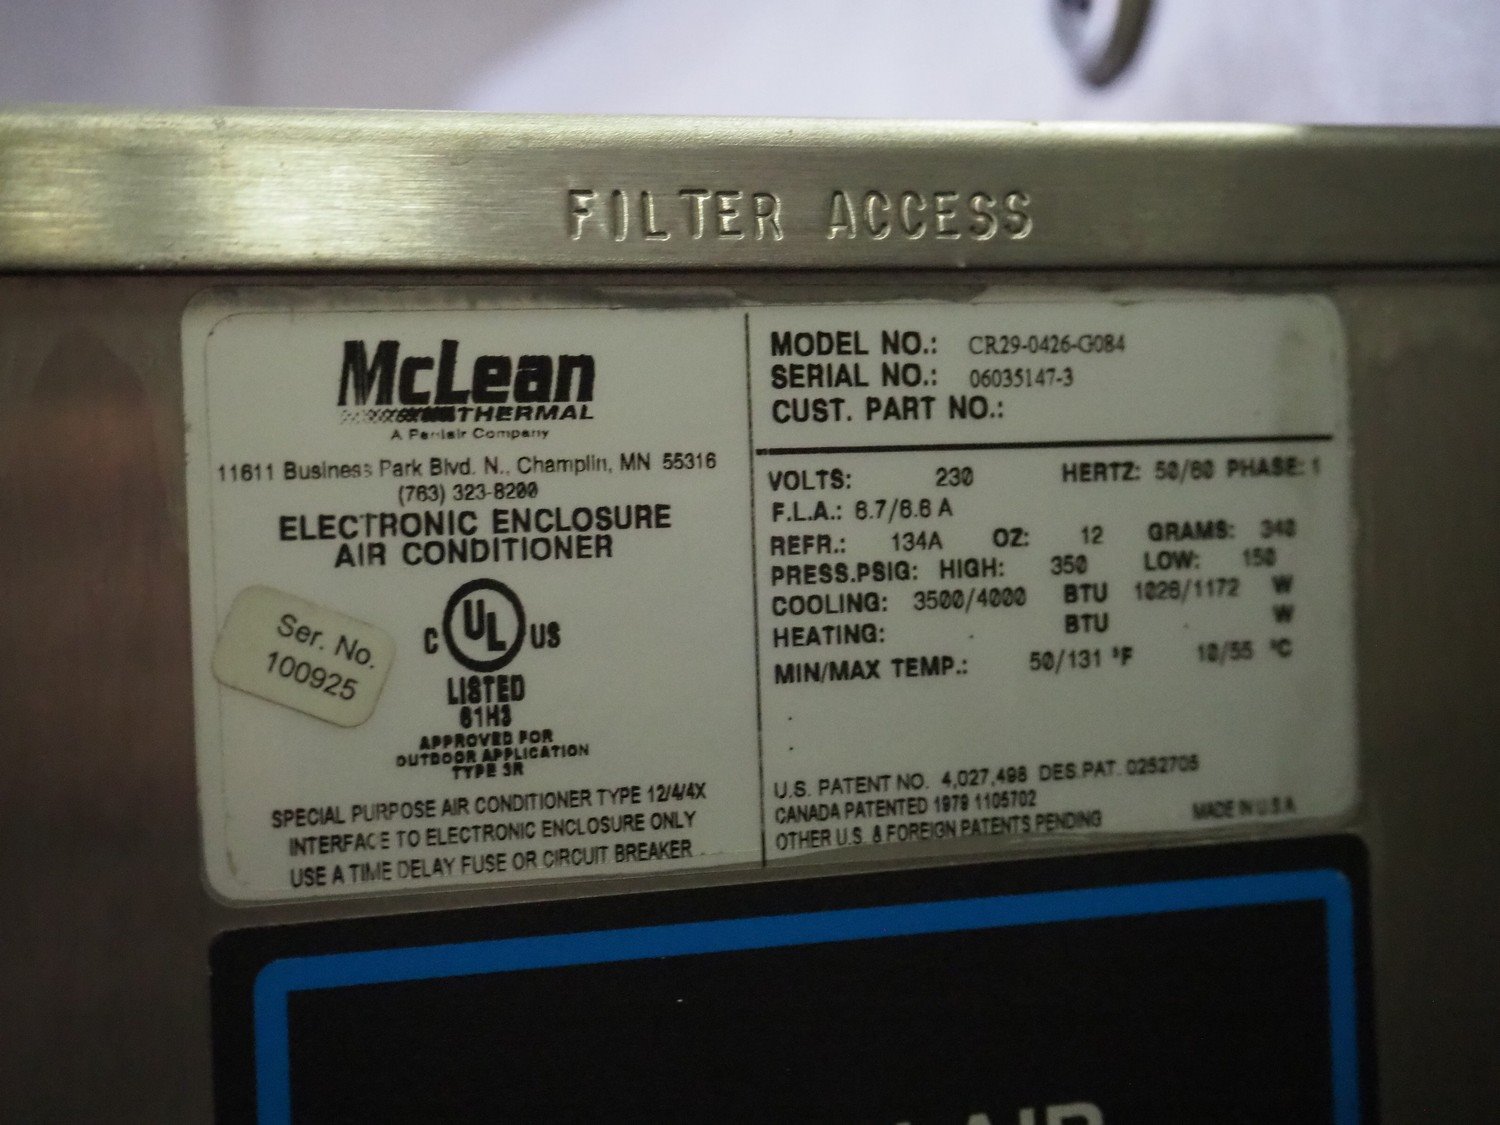 FILTER ACCESS
McLean
THERMAL
A Pentair Company
11611 Business Park Blvd. N., Champlin, MN 55316
(763) 323-8200
ELECTRONIC ENCLOSURE
AIR CONDITIONER
Ser. No.
100925
C UL US
LISTED
61H3
APPROVED FOR
OUTDOOR APPLICATION
TYPE 3R
SPECIAL PURPOSE AIR CONDITIONER TYPE 12/4/4X
INTERFACE TO ELECTRONIC ENCLOSURE ONLY
USE A TIME DELAY FUSE OR CIRCUIT BREAKER
MODEL NO.: CR29-0426-G084
SERIAL NO.: 06035147-3
CUST. PART NO.:
VOLTS: 230 HERTZ: 50/60 PHASE: 1
F.L.A.: 6.7/6.6 A
REFR.: 134A OZ: 12 GRAMS: 340
PRESS.PSIG: HIGH: 350 LOW: 150
COOLING: 3500/4000 BTU 1026/1172 W
HEATING: BTU W
MIN/MAX TEMP.: 50/131 °F 10/55 °C
U.S. PATENT NO. 4,027,498 DES.PAT. 0252705
CANADA PATENTED 1979 1105702
OTHER U.S. & FOREIGN PATENTS PENDING MADE IN U.S.A
AIR